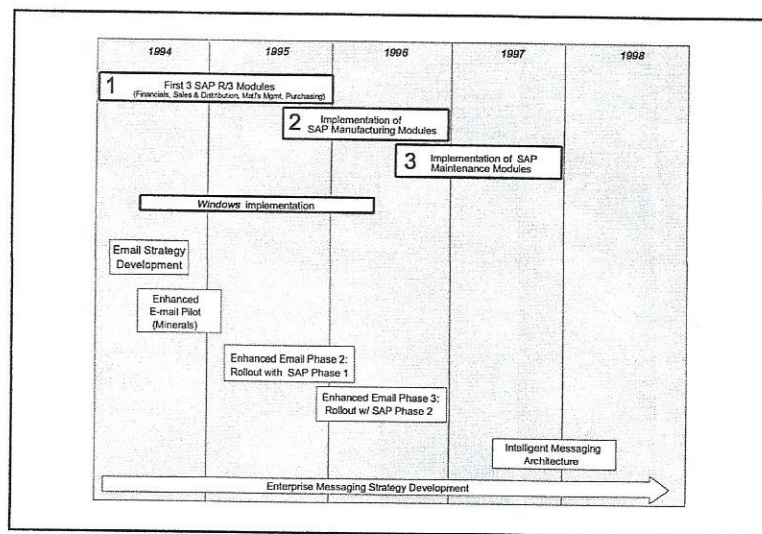 1994 1995 1996 1997 1998
1 First 3 SAP R/3 Modules
(Financials, Sales & Distribution, Mat'ls Mgmt, Purchasing)
2 Implementation of
SAP Manufacturing Modules
3 Implementation of SAP
Maintenance Modules
Windows implementation
Email Strategy
Development
Enhanced
E-mail Pilot
(Minerals)
Enhanced Email Phase 2:
Rollout with SAP Phase 1
Enhanced Email Phase 3:
Rollout w/ SAP Phase 2
Intelligent Messaging
Architecture
Enterprise Messaging Strategy Development